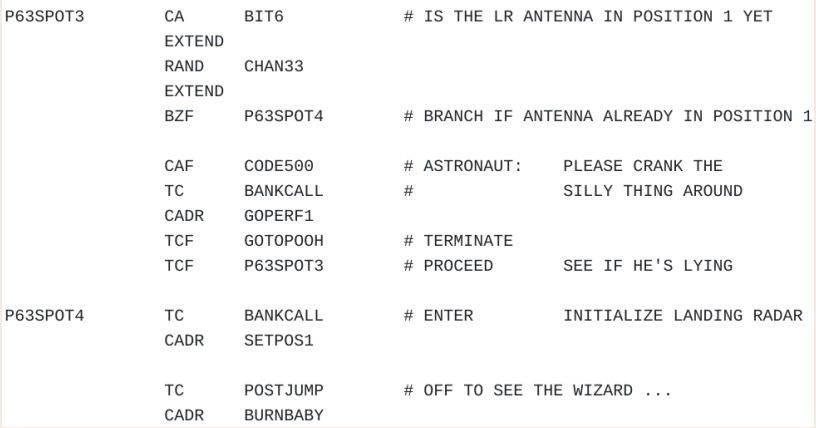 P63SPOT3 CA BIT6 # IS THE LR ANTENNA IN POSITION 1 YET
EXTEND
RAND CHAN33
EXTEND
BZF P63SPOT4 # BRANCH IF ANTENNA ALREADY IN POSITION 1
CAF CODE500 # ASTRONAUT: PLEASE CRANK THE
TC BANKCALL # SILLY THING AROUND
CADR GOPERF1
TCF GOTOPOOH # TERMINATE
TCF P63SPOT3 # PROCEED SEE IF HE'S LYING
P63SPOT4 TC BANKCALL # ENTER INITIALIZE LANDING RADAR
CADR SETPOS1
TC POSTJUMP # OFF TO SEE THE WIZARD ...
CADR BURNBABY